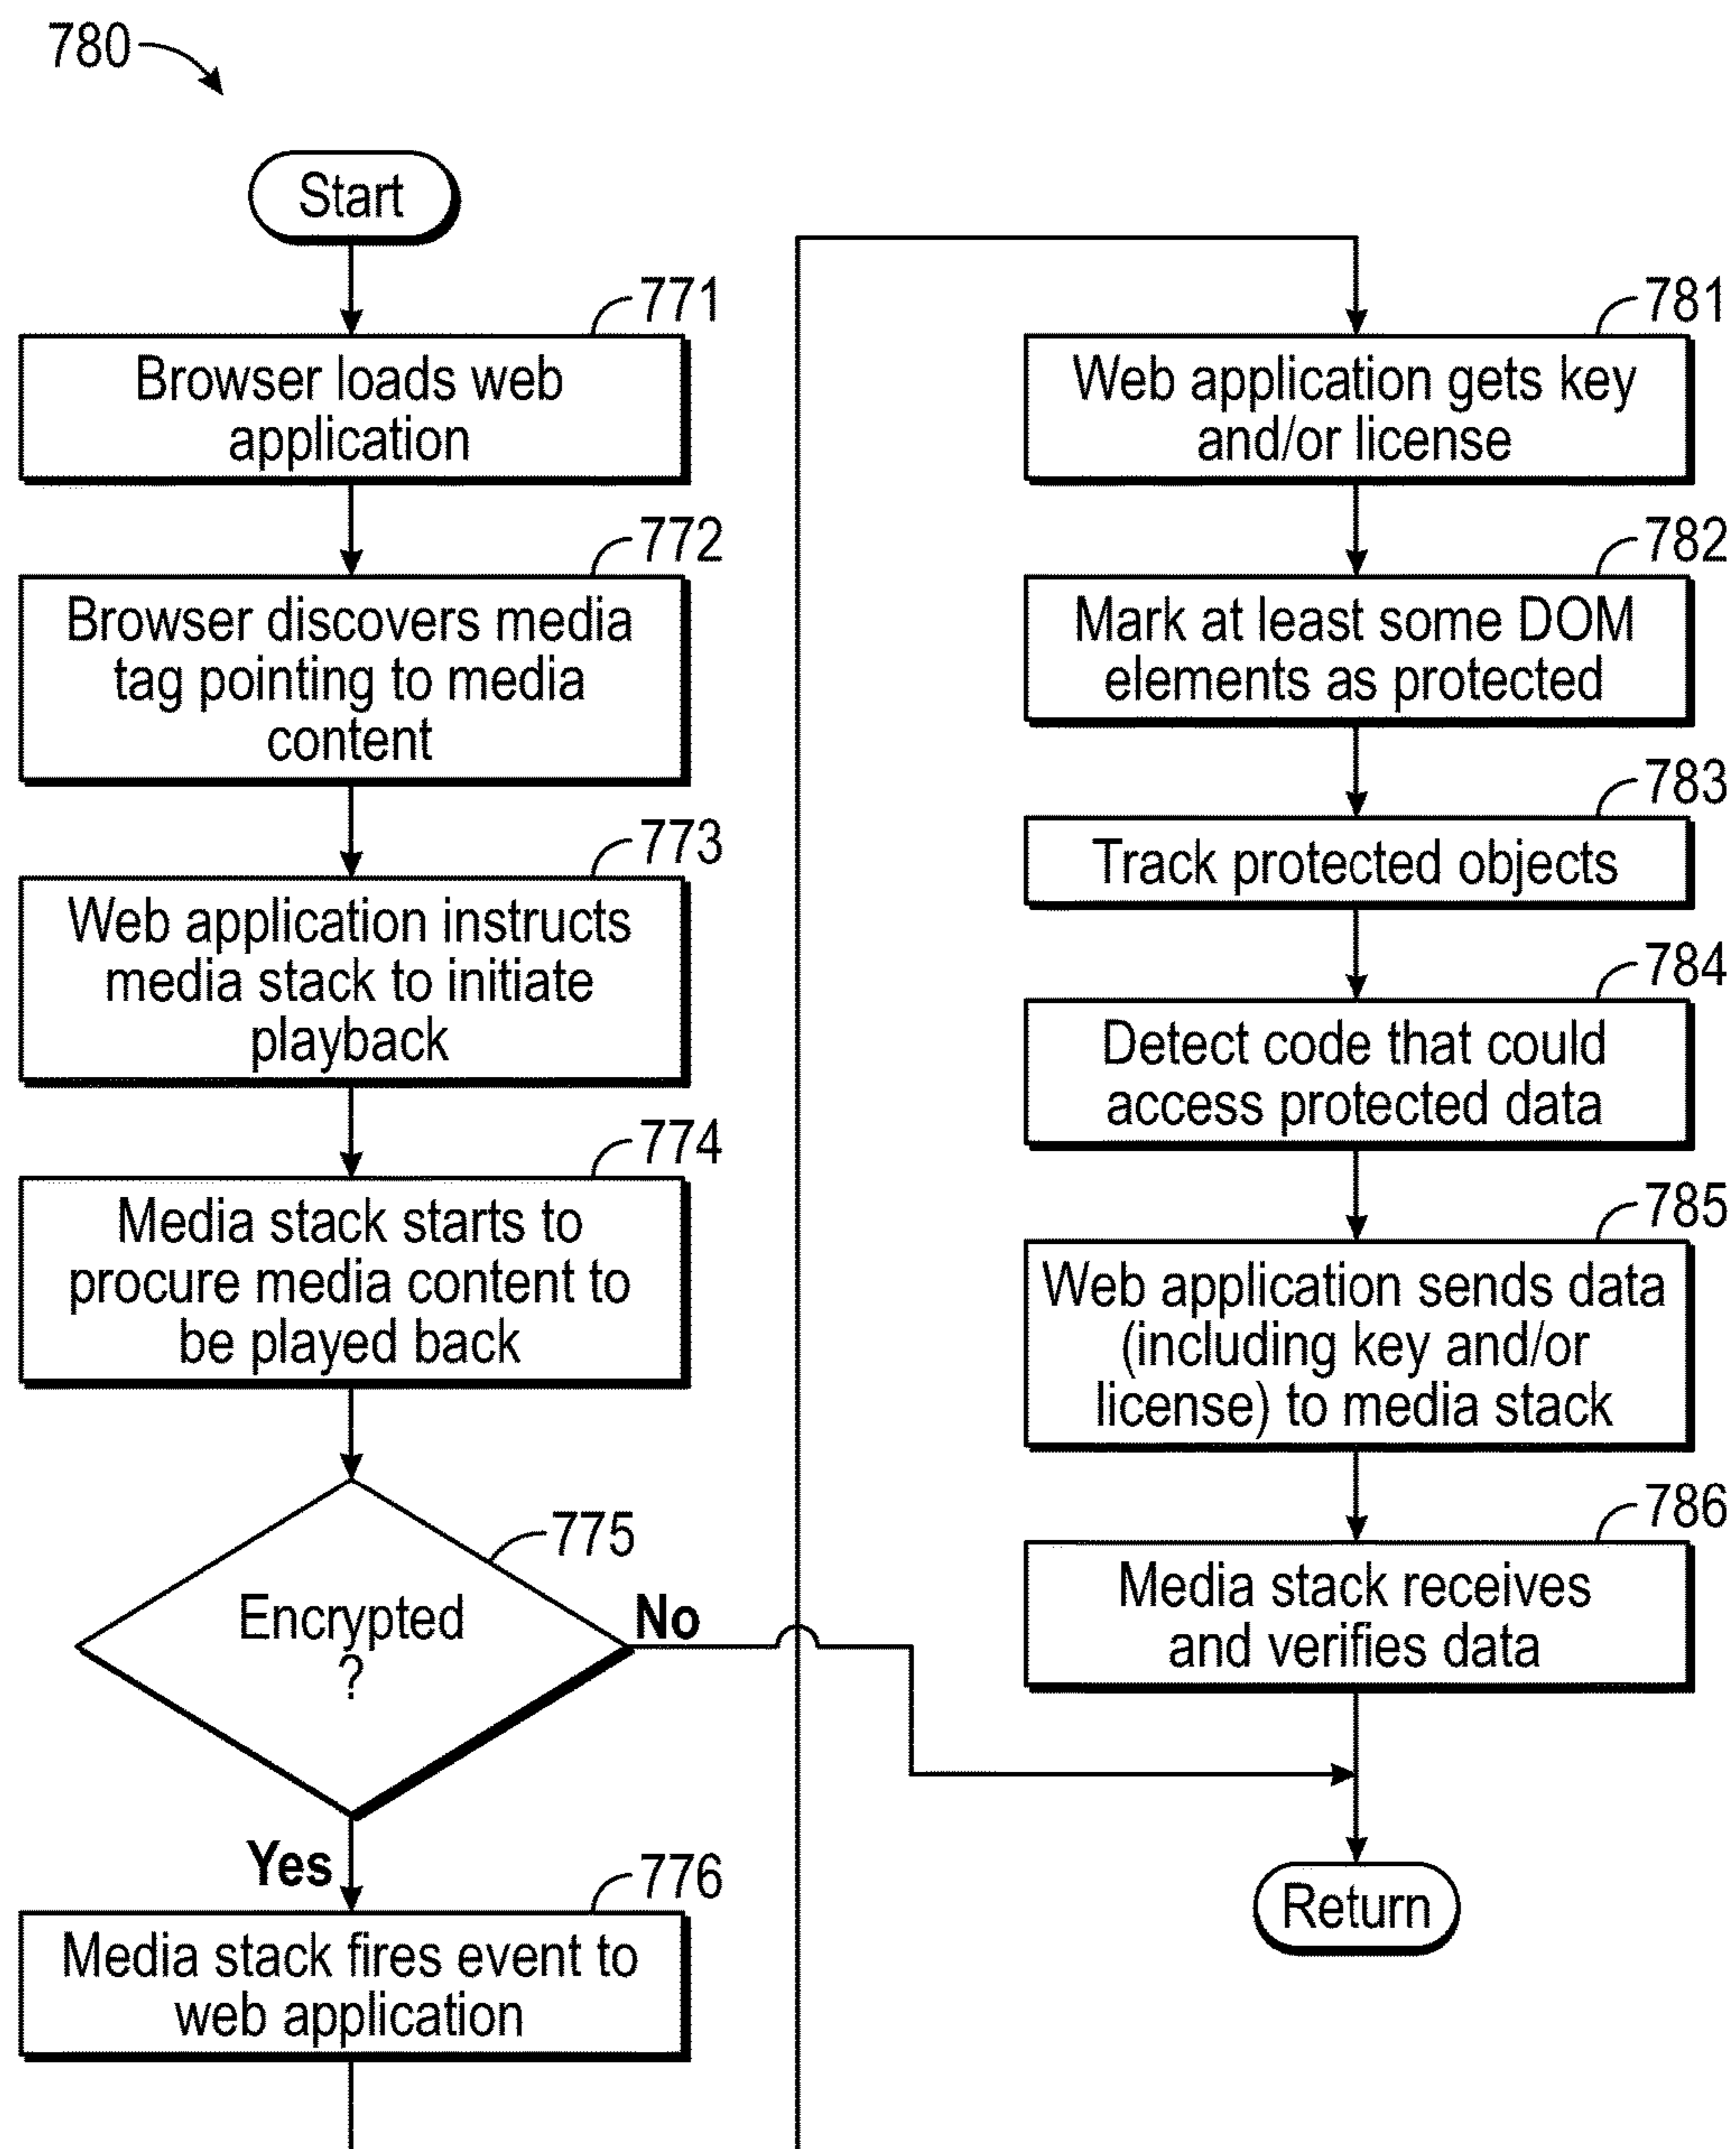 780
Start
771
Browser loads web
application
772
Browser discovers media
tag pointing to media
content
773
Web application instructs
media stack to initiate
playback
774
Media stack starts to
procure media content to
be played back
775
Encrypted
?
No
Yes
776
Media stack fires event to
web application
781
Web application gets key
and/or license
782
Mark at least some DOM
elements as protected
783
Track protected objects
784
Detect code that could
access protected data
785
Web application sends data
(including key and/or
license) to media stack
786
Media stack receives
and verifies data
Return